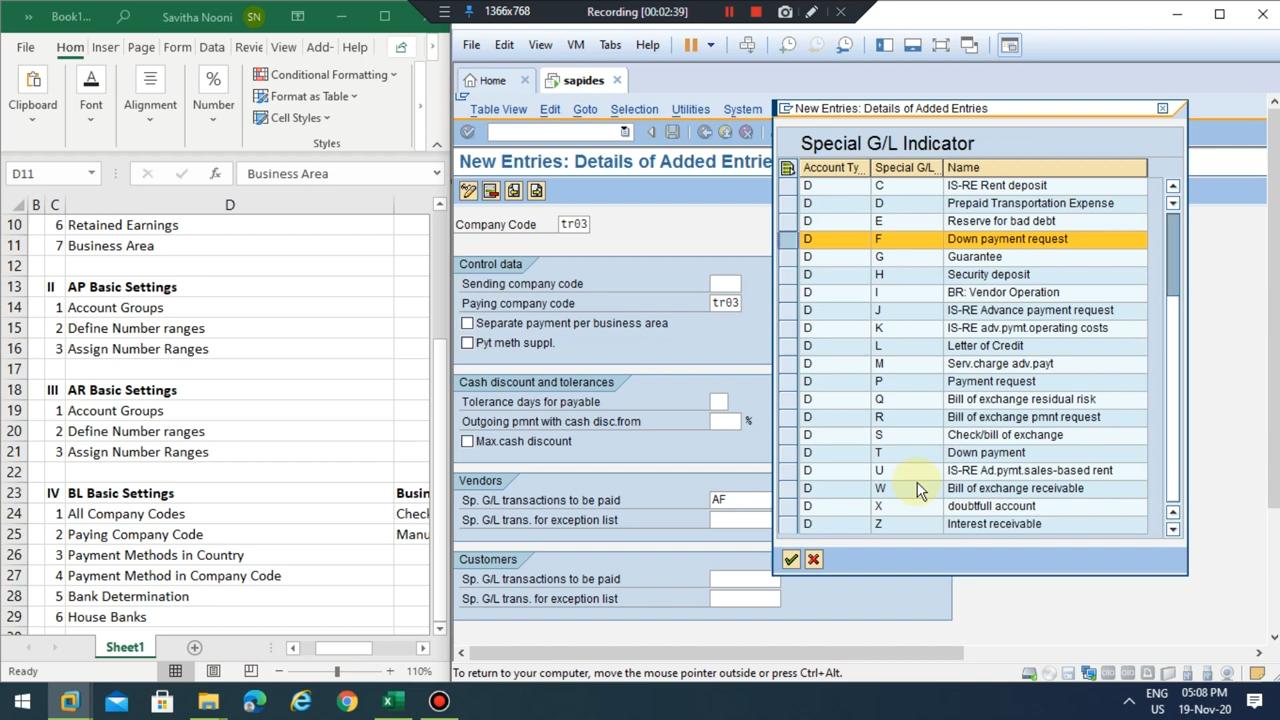 Book1...
Savitha Nooni
SN
1366x768
Recording [00:02:39]
File
Hom
Inser
Page
Form
Data
Revie
View
Add-
Help
File
Edit
View
VM
Tabs
Help
Clipboard
Font
Alignment
Number
Conditional Formatting
Format as Table
Cell Styles
Styles
Home
sapides
Table View
Edit
Goto
Selection
Utilities
System
D11
Business Area
B
C
D
10 6 Retained Earnings
11 7 Business Area
12
13 II AP Basic Settings
14 1 Account Groups
15 2 Define Number ranges
16 3 Assign Number Ranges
17
18 III AR Basic Settings
19 1 Account Groups
20 2 Define Number ranges
21 3 Assign Number Ranges
22
23 IV BL Basic Settings Busin
24 1 All Company Codes Chec
25 2 Paying Company Code Manu
26 3 Payment Methods in Country
27 4 Payment Method in Company Code
28 5 Bank Determination
29 6 House Banks
Sheet1
Ready
110%
New Entries: Details of Added Entrie
Company Code tr03
Control data
Sending company code
Paying company code tr03
Separate payment per business area
Pyt meth suppl.
Cash discount and tolerances
Tolerance days for payable
Outgoing pmnt with cash disc.from %
Max.cash discount
Vendors
Sp. G/L transactions to be paid AF
Sp. G/L trans. for exception list
Customers
Sp. G/L transactions to be paid
Sp. G/L trans. for exception list
New Entries: Details of Added Entries
Special G/L Indicator
Account Ty... Special G/L... Name
D C IS-RE Rent deposit
D D Prepaid Transportation Expense
D E Reserve for bad debt
D F Down payment request
D G Guarantee
D H Security deposit
D I BR: Vendor Operation
D J IS-RE Advance payment request
D K IS-RE adv.pymt.operating costs
D L Letter of Credit
D M Serv.charge adv.payt
D P Payment request
D Q Bill of exchange residual risk
D R Bill of exchange pmnt request
D S Check/bill of exchange
D T Down payment
D U IS-RE Ad.pymt.sales-based rent
D W Bill of exchange receivable
D X doubtfull account
D Z Interest receivable
To return to your computer, move the mouse pointer outside or press Ctrl+Alt.
ENG
US
05:08 PM
19-Nov-20